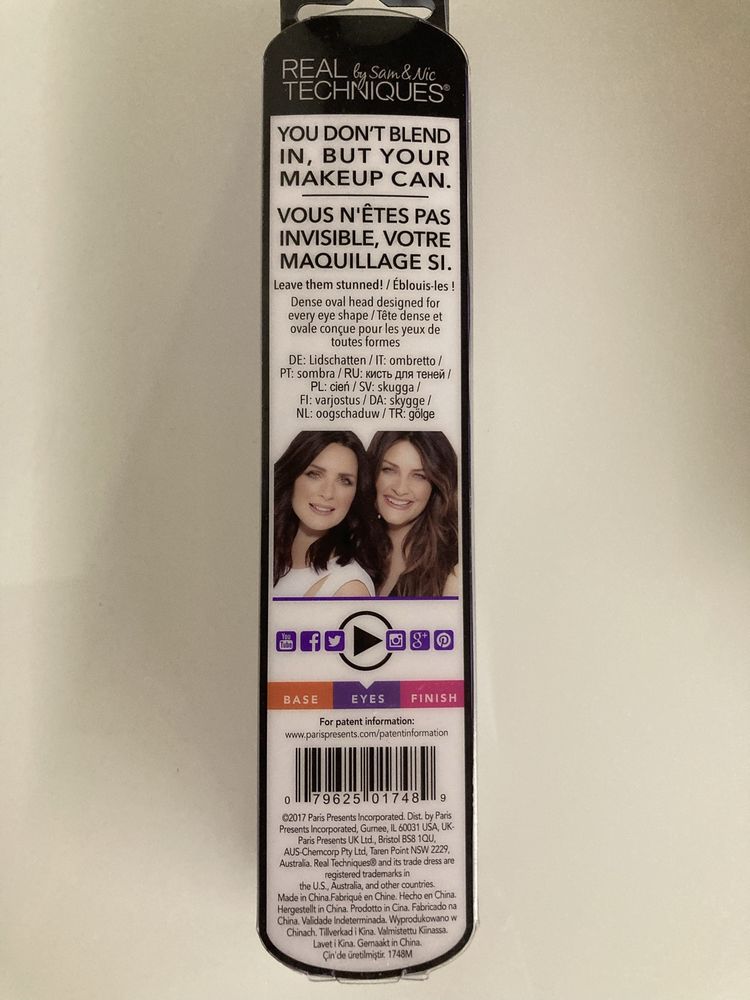 REAL by Sam & Nic
TECHNIQUES®
YOU DON'T BLEND
IN, BUT YOUR
MAKEUP CAN.
VOUS N'ÊTES PAS
INVISIBLE, VOTRE
MAQUILLAGE SI.
Leave them stunned! / Éblouis-les !
Dense oval head designed for
every eye shape / Tête dense et
ovale conçue pour les yeux de
toutes formes
DE: Lidschatten / IT: ombretto /
PT: sombra / RU: кисть для теней /
PL: cień / SV: skugga /
FI: varjostus / DA: skygge /
NL: oogschaduw / TR: gölge
You Tube f g+
BASE EYES FINISH
For patent information:
www.parispresents.com/patentinformation
0 79625 01748 9
©2017 Paris Presents Incorporated. Dist. by Paris
Presents Incorporated, Gurnee, IL 60031 USA, UK-
Paris Presents UK Ltd., Bristol BS8 1QU,
AUS-Chemcorp Pty Ltd, Taren Point NSW 2229,
Australia. Real Techniques® and its trade dress are
registered trademarks in
the U.S., Australia, and other countries.
Made in China.Fabriqué en Chine. Hecho en China.
Hergestellt in China. Prodotto in Cina. Fabricado na
China. Validade Indeterminada. Wyprodukowano w
Chinach. Tillverkad i Kina. Valmistettu Kiinassa.
Lavet i Kina. Gemaakt in China.
Çin'de üretilmiştir. 1748M